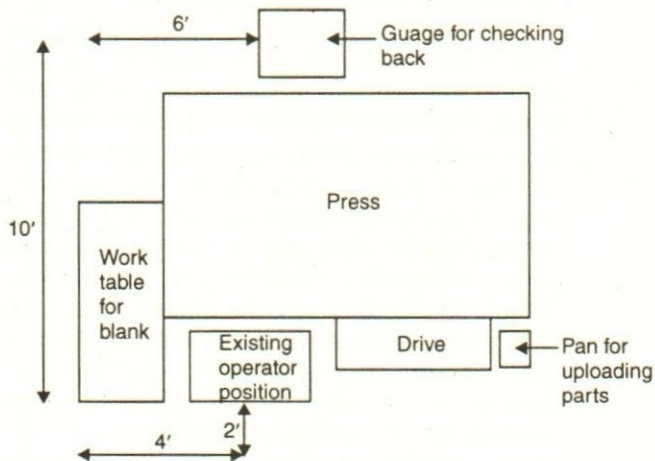 6'
Guage for checking
back
Press
10'
Work
table
for
blank
Existing
operator
position
Drive
Pan for
uploading
parts
2'
4'